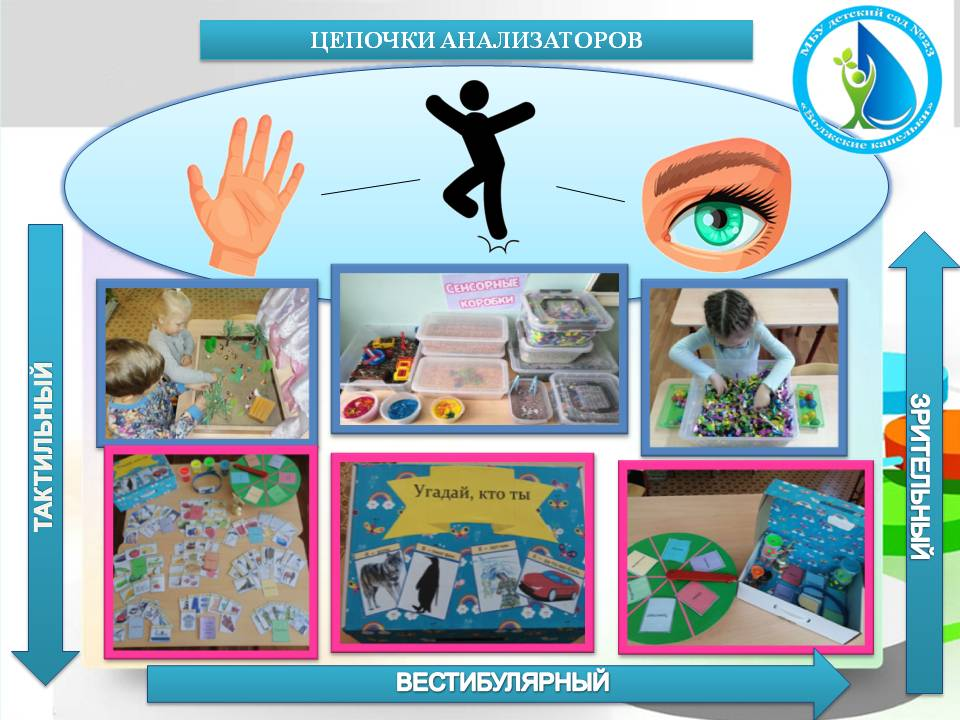 ЦЕПОЧКИ АНАЛИЗАТОРОВ
МБУ детский сад №23
«Волжские капельки»
СЕНСОРНЫЕ
КОРОБКИ
ТАКТИЛЬНЫЙ
ЗРИТЕЛЬНЫЙ
Угадай, кто ты
ВЕСТИБУЛЯРНЫЙ